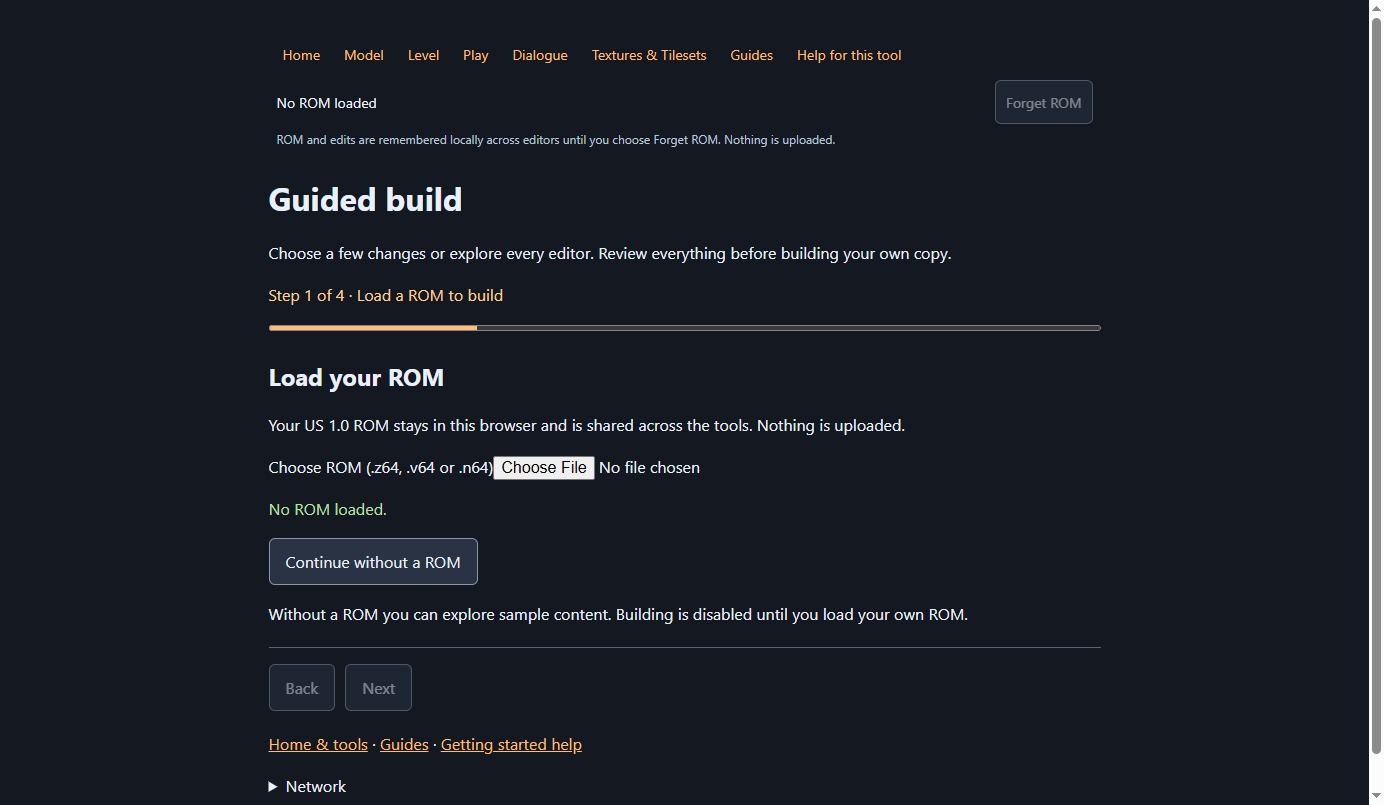 Home Model Level Play Dialogue Textures & Tilesets Guides Help for this tool
No ROM loaded Forget ROM
ROM and edits are remembered locally across editors until you choose Forget ROM. Nothing is uploaded.
Guided build
Choose a few changes or explore every editor. Review everything before building your own copy.
Step 1 of 4 · Load a ROM to build
Load your ROM
Your US 1.0 ROM stays in this browser and is shared across the tools. Nothing is uploaded.
Choose ROM (.z64, .v64 or .n64) Choose File No file chosen
No ROM loaded.
Continue without a ROM
Without a ROM you can explore sample content. Building is disabled until you load your own ROM.
Back Next
Home & tools · Guides · Getting started help
Network